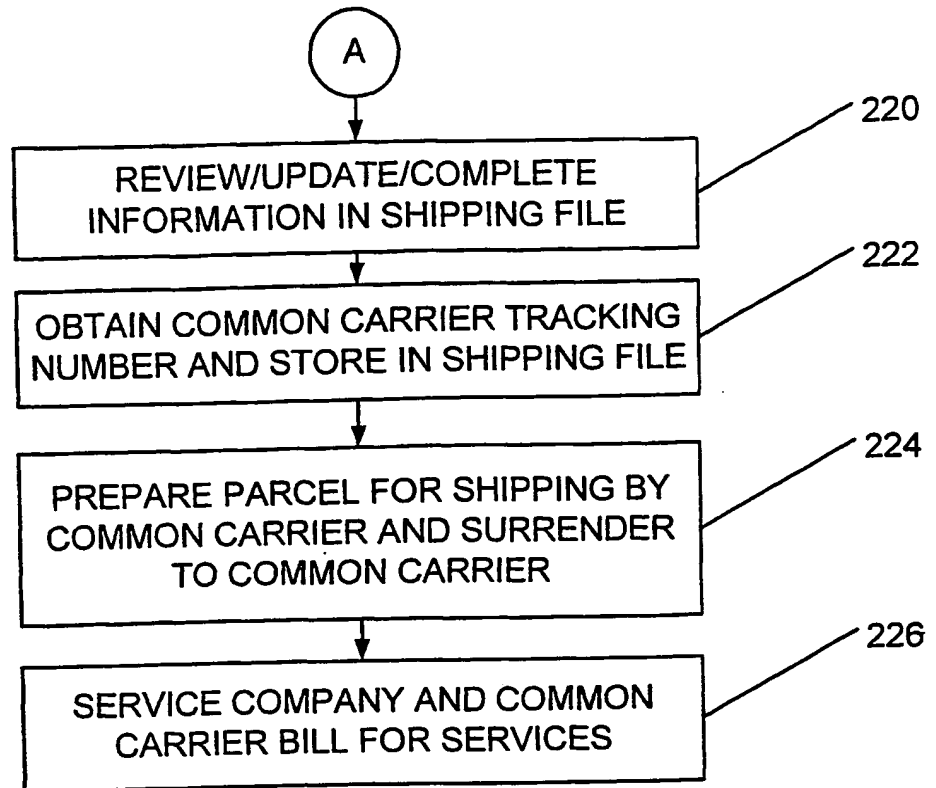 A
220
REVIEW/UPDATE/COMPLETE
INFORMATION IN SHIPPING FILE
222
OBTAIN COMMON CARRIER TRACKING
NUMBER AND STORE IN SHIPPING FILE
224
PREPARE PARCEL FOR SHIPPING BY
COMMON CARRIER AND SURRENDER
TO COMMON CARRIER
226
SERVICE COMPANY AND COMMON
CARRIER BILL FOR SERVICES